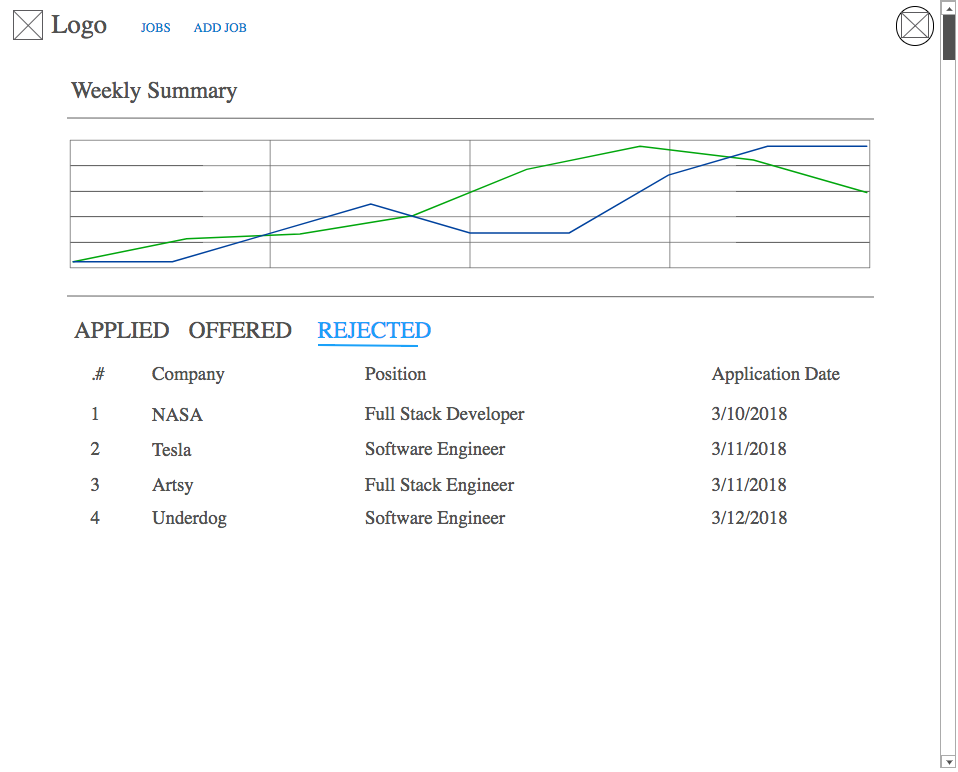 Logo JOBS ADD JOB
Weekly Summary
APPLIED OFFERED REJECTED
.# Company Position Application Date
1 NASA Full Stack Developer 3/10/2018
2 Tesla Software Engineer 3/11/2018
3 Artsy Full Stack Engineer 3/11/2018
4 Underdog Software Engineer 3/12/2018